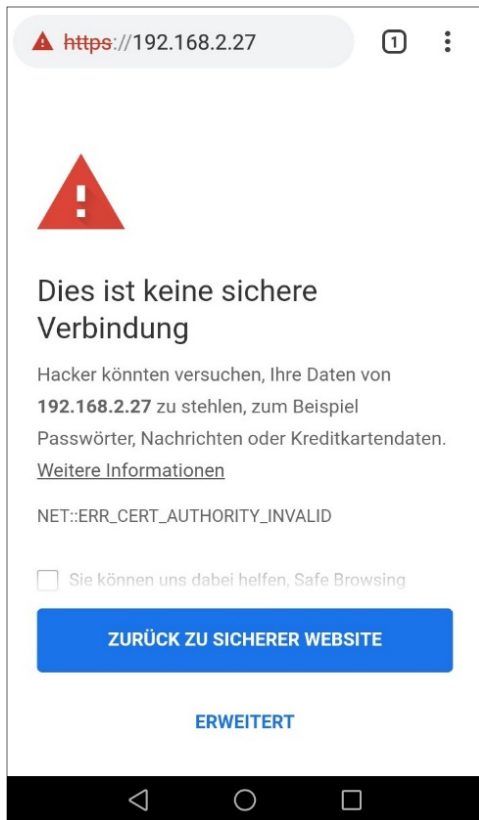 https://192.168.2.27
1
Dies ist keine sichere
Verbindung
Hacker könnten versuchen, Ihre Daten von
192.168.2.27 zu stehlen, zum Beispiel
Passwörter, Nachrichten oder Kreditkartendaten.
Weitere Informationen
NET::ERR_CERT_AUTHORITY_INVALID
Sie können uns dabei helfen, Safe Browsing
ZURÜCK ZU SICHERER WEBSITE
ERWEITERT